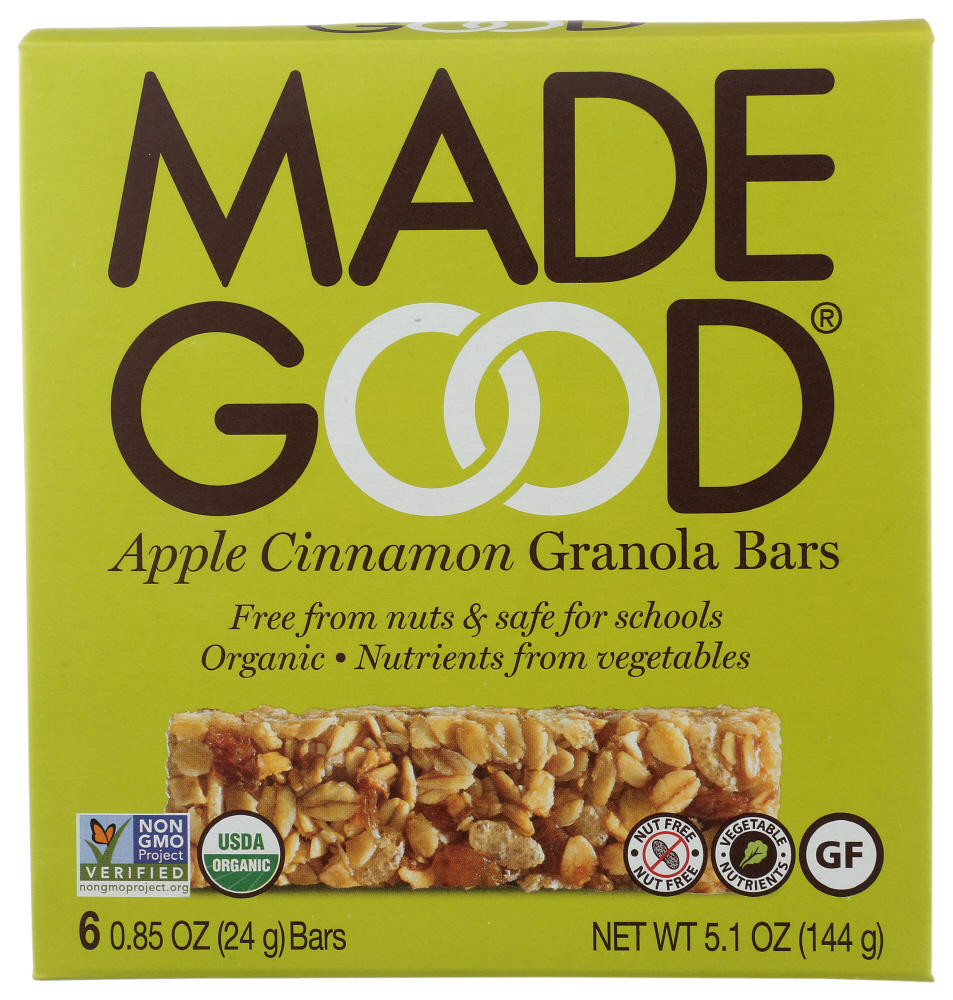 GOOD
MADE
GOOD®
Apple Cinnamon Granola Bars
Free from nuts & safe for schools
Organic • Nutrients from vegetables
NON
GMO
Project
VERIFIED
nongmoproject.org
USDA
ORGANIC
NUT FREE • NUT FREE •
VEGETABLE • NUTRIENTS •
GF
6 0.85 OZ (24 g) Bars
NET WT 5.1 OZ (144 g)